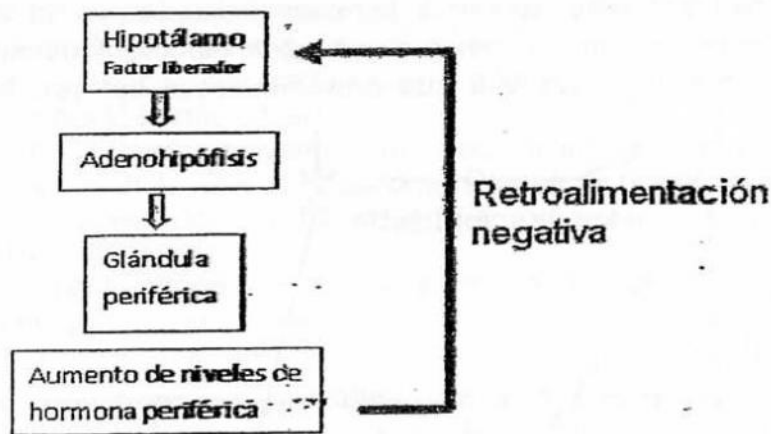 Hipotálamo
Factor liberador
Adenohipófisis
Glándula
periférica
Aumento de niveles de
hormona periférica
Retroalimentación
negativa